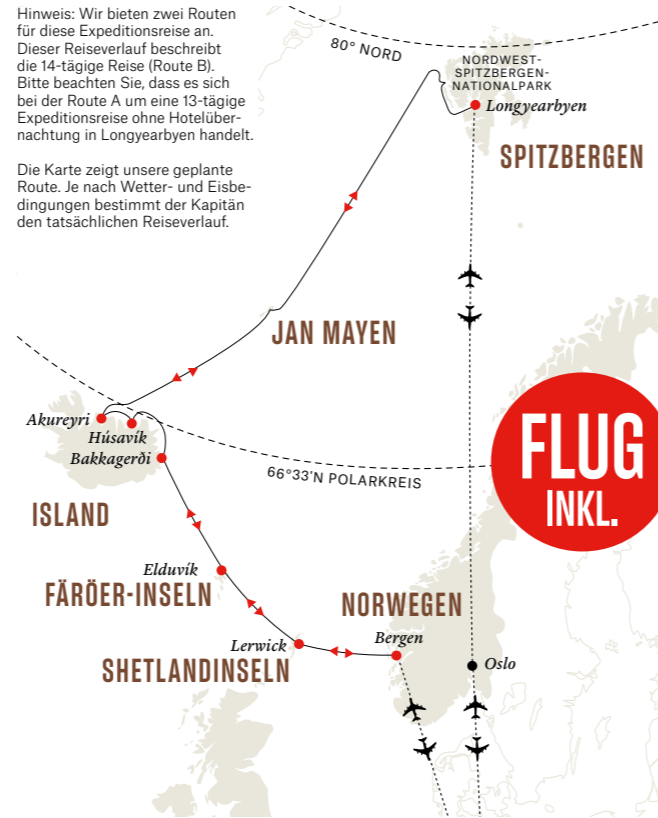 Hinweis: Wir bieten zwei Routen
für diese Expeditionsreise an.
Dieser Reiseverlauf beschreibt
die 14-tägige Reise (Route B).
Bitte beachten Sie, dass es sich
bei der Route A um eine 13-tägige
Expeditionsreise ohne Hotelüber-
nachtung in Longyearbyen handelt.
Die Karte zeigt unsere geplante
Route. Je nach Wetter- und Eisbe-
dingungen bestimmt der Kapitän
den tatsächlichen Reiseverlauf.
80° NORD
NORDWEST-
SPITZBERGEN-
NATIONALPARK
Longyearbyen
SPITZBERGEN
JAN MAYEN
Akureyri
Húsavík
Bakkagerði
66°33'N POLARKREIS
FLUG
INKL.
ISLAND
Elduvík
FÄRÖER-INSELN
NORWEGEN
Lerwick
Bergen
SHETLANDINSELN
Oslo